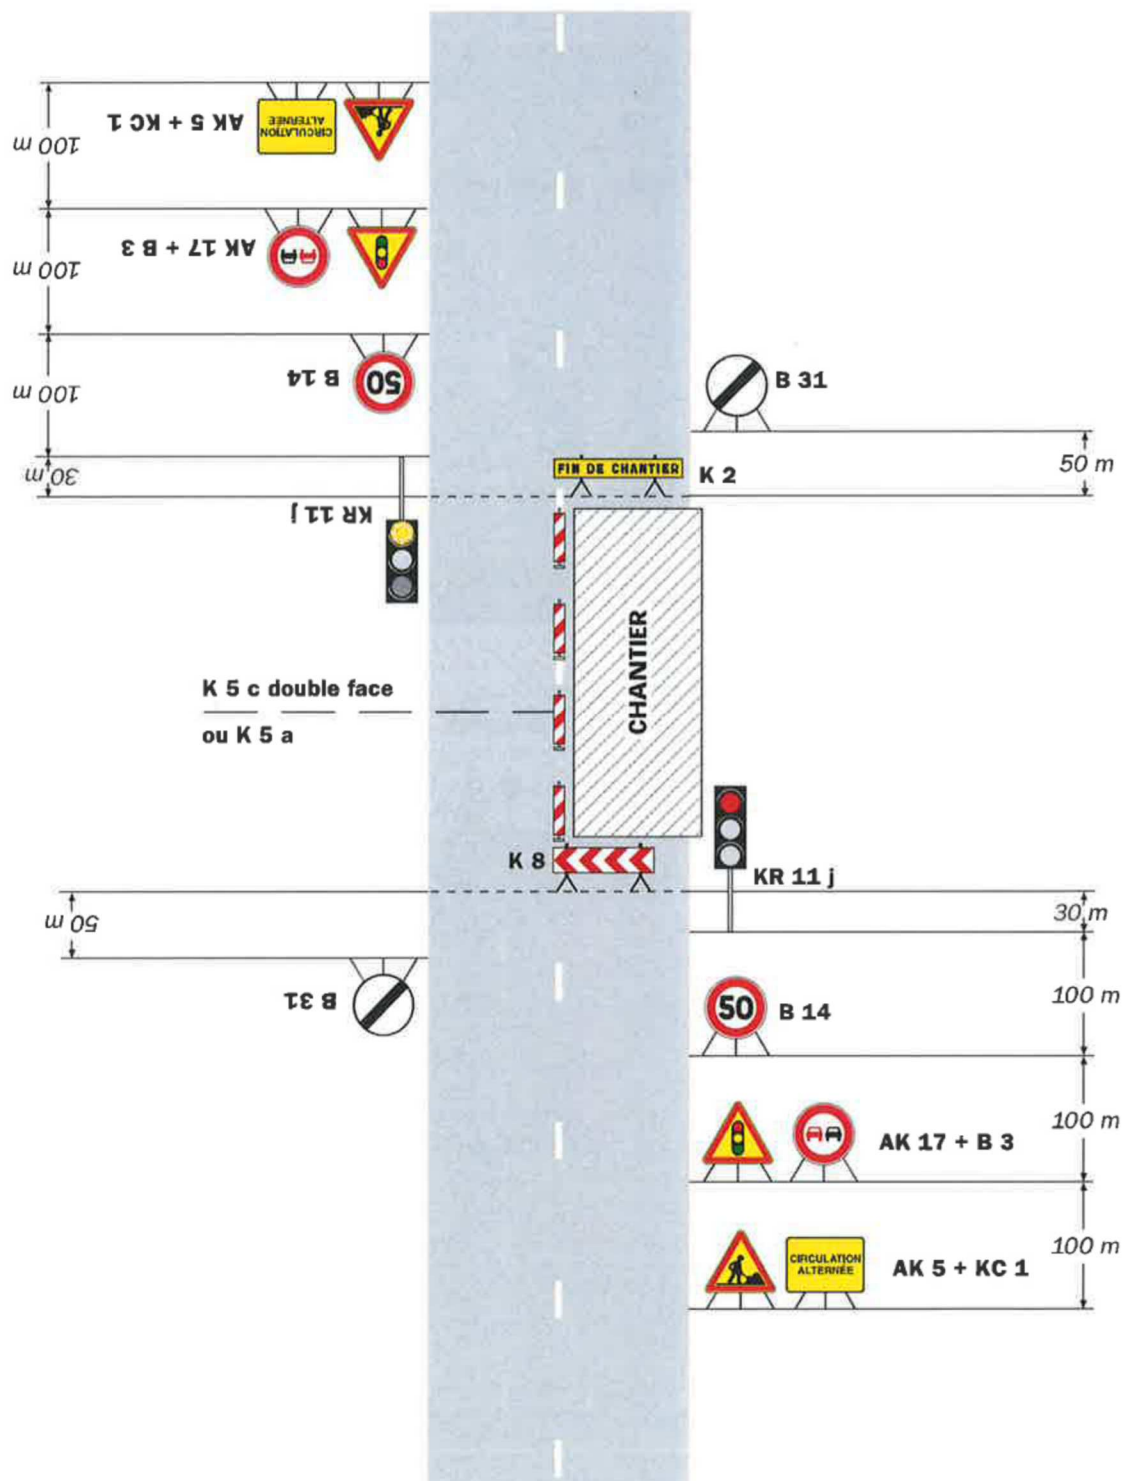 CIRCULATION
ALTERNÉE
AK 5 + KC 1
100 m
AK 17 + B 3
100 m
50
B 14
100 m
B 31
50 m
30 m
FIN DE CHANTIER
K 2
KR 11 j
CHANTIER
K 5 c double face
ou K 5 a
K 8
KR 11 j
50 m
30 m
B 31
50
B 14
100 m
AK 17 + B 3
100 m
CIRCULATION
ALTERNÉE
AK 5 + KC 1
100 m